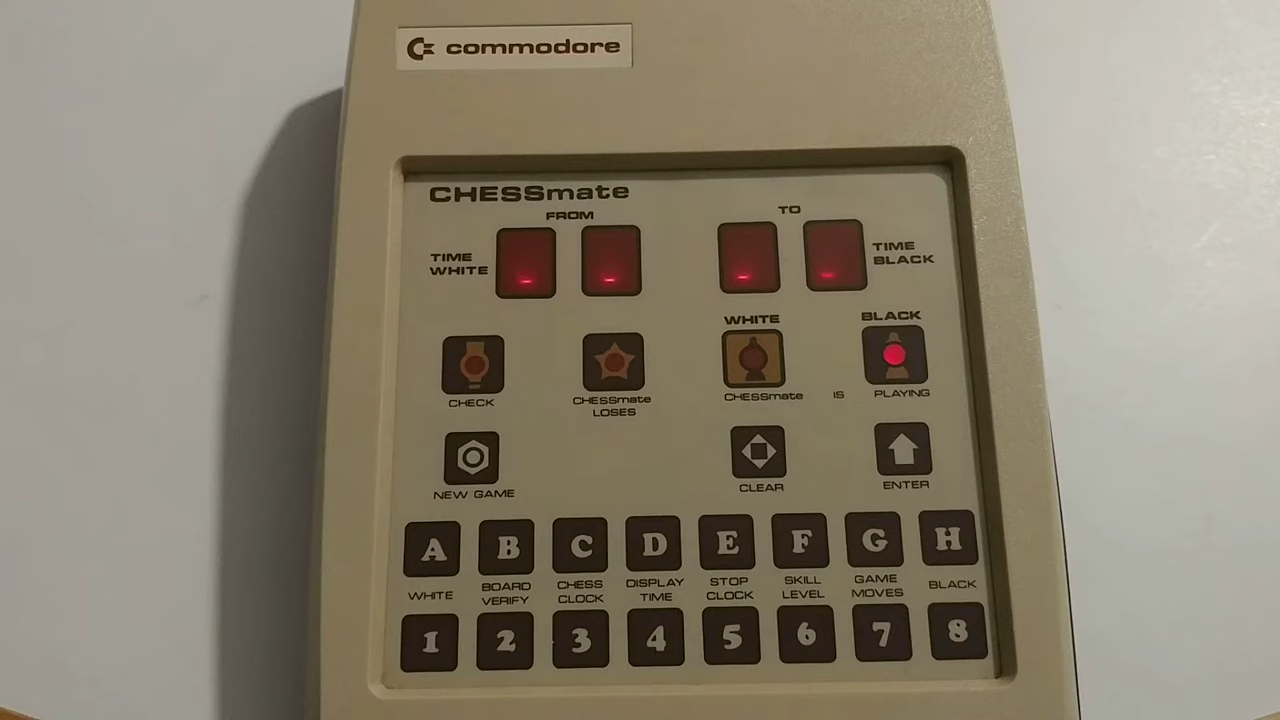 commodore
CHESSmate
FROM TO
TIME WHITE
TIME BLACK
WHITE BLACK
CHECK
CHESSmate LOSES
CHESSmate IS PLAYING
NEW GAME
CLEAR
ENTER
A B C D E F G H
WHITE
BOARD VERIFY
CHESS CLOCK
DISPLAY TIME
STOP CLOCK
SKILL LEVEL
GAME MOVES
BLACK
1 2 3 4 5 6 7 8